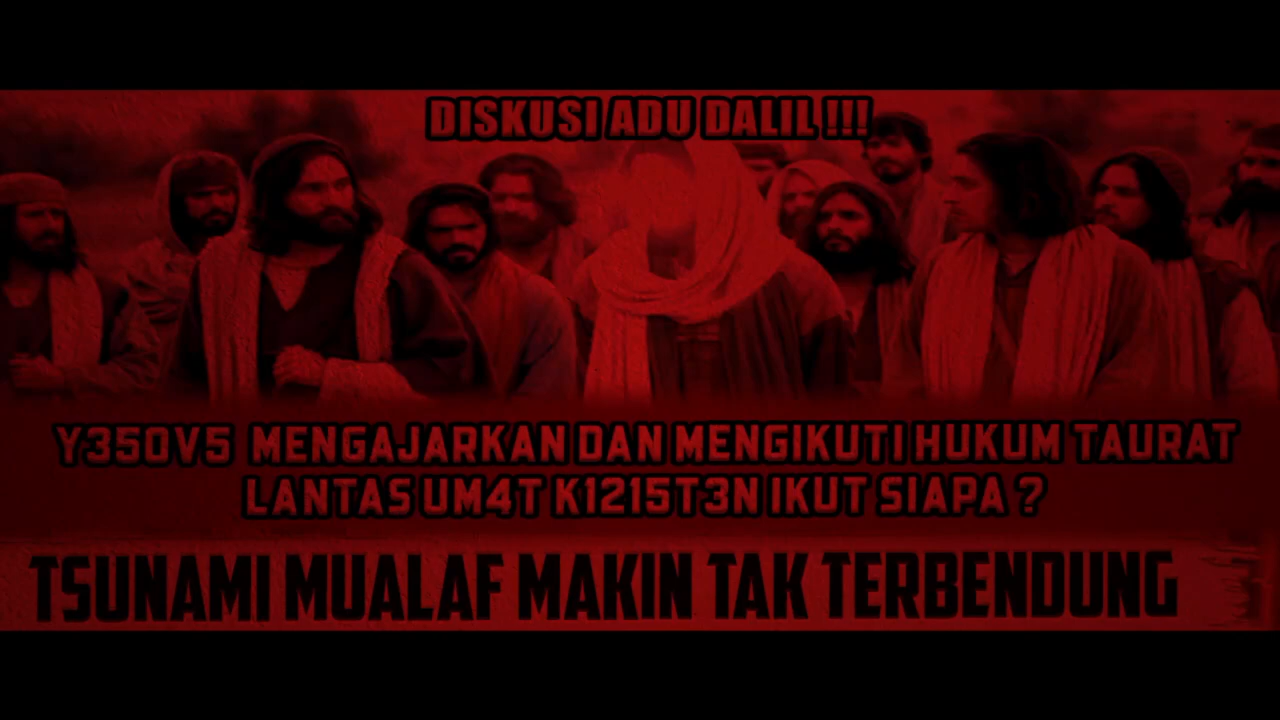 DISKUSI ADU DALIL !!!
Y350V5 MENGAJARKAN DAN MENGIKUTI HUKUM TAURAT
LANTAS UM4T K1215T3N IKUT SIAPA ?
TSUNAMI MUALAF MAKIN TAK TERBENDUNG